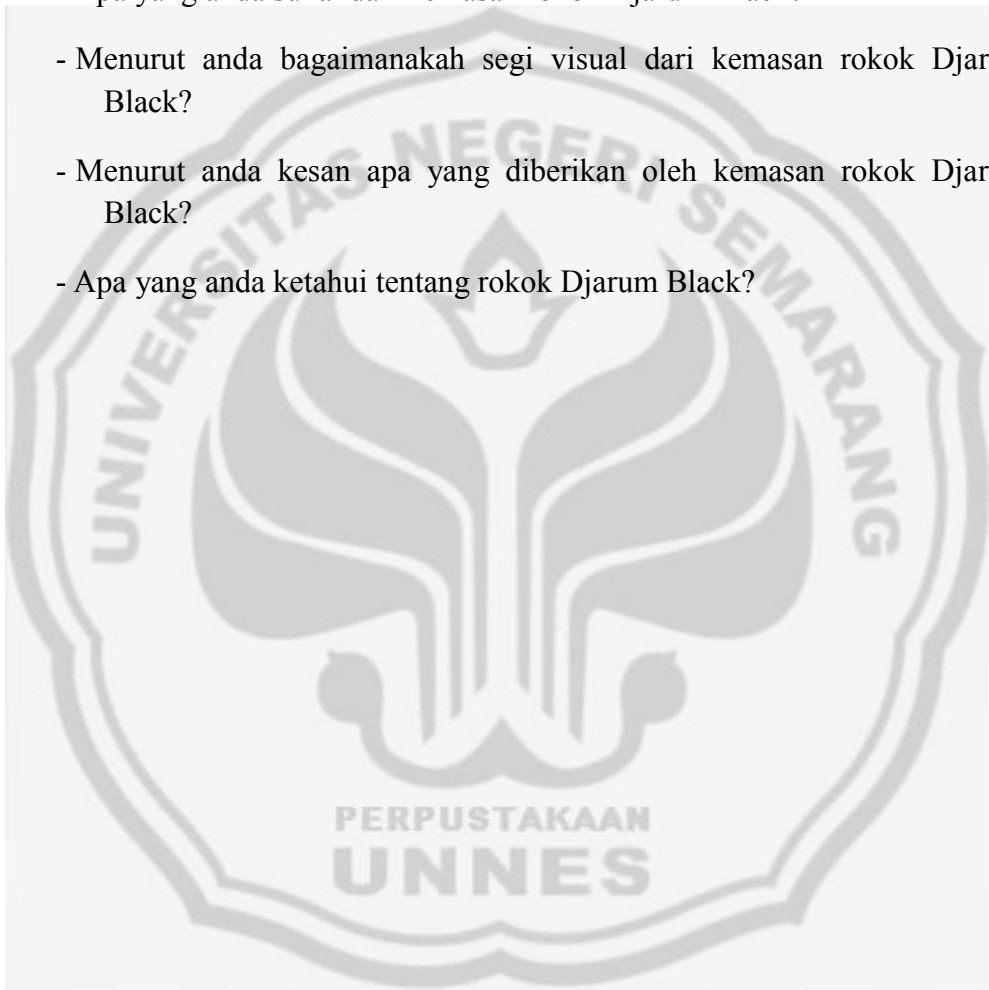 - Menurut anda bagaimanakah segi visual dari kemasan rokok Djar
Black?
- Menurut anda kesan apa yang diberikan oleh kemasan rokok Djar
Black?
- Apa yang anda ketahui tentang rokok Djarum Black?
UNIVERSITAS NEGERI SEMARANG
PERPUSTAKAAN
UNNES